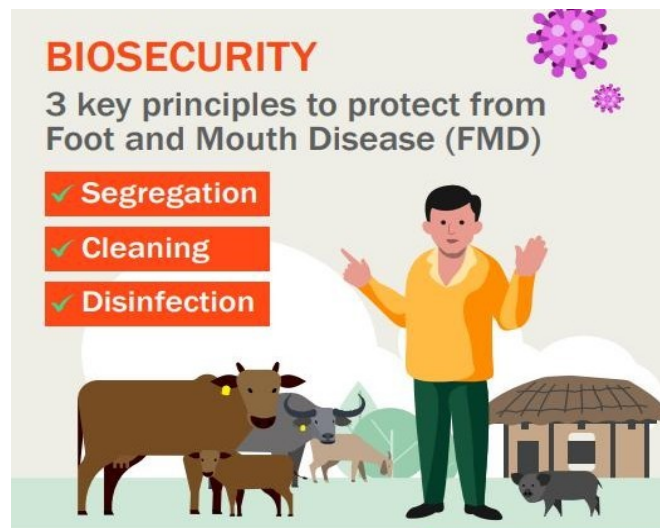 BIOSECURITY
3 key principles to protect from
Foot and Mouth Disease (FMD)
Segregation
Cleaning
Disinfection